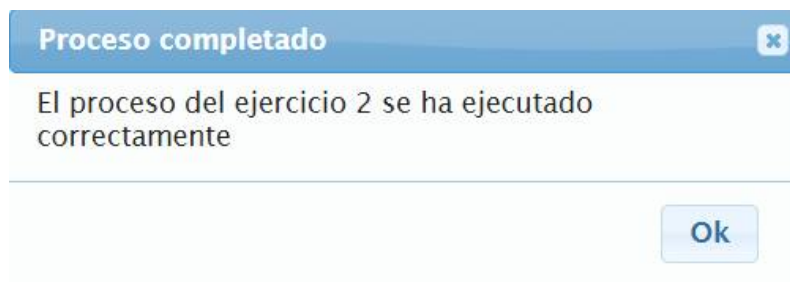 Proceso completado
El proceso del ejercicio 2 se ha ejecutado
correctamente
Ok